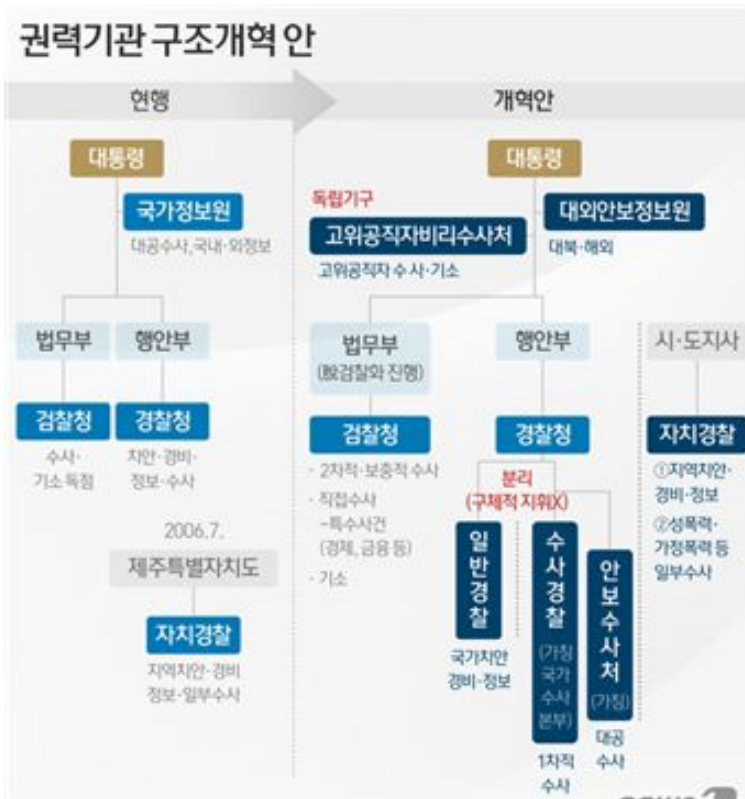 권력기관 구조개혁 안
현행
개혁안
대통령
국가정보원
대공수사, 국내·외정보
법무부
행안부
검찰청
경찰청
수사·
기소 독점
치안·경비·
정보·수사
2006.7.
제주특별자치도
자치경찰
지역치안·경비
정보·일부수사
대통령
독립기구
고위공직자비리수사처
고위공직자 수사·기소
대외안보정보원
대북·해외
법무부
(脫검찰화 진행)
행안부
시·도지사
검찰청
· 2차적·보충적 수사
· 직접수사
-특수사건
(경제, 금융 등)
· 기소
경찰청
분리
(구체적 지휘X)
일반경찰
국가치안
경비·정보
수사경찰
(가칭
국가
수사
본부)
1차적
수사
안보수사처
(가칭)
대공
수사
자치경찰
①지역치안·
경비·정보
②성폭력·
가정폭력 등
일부수사